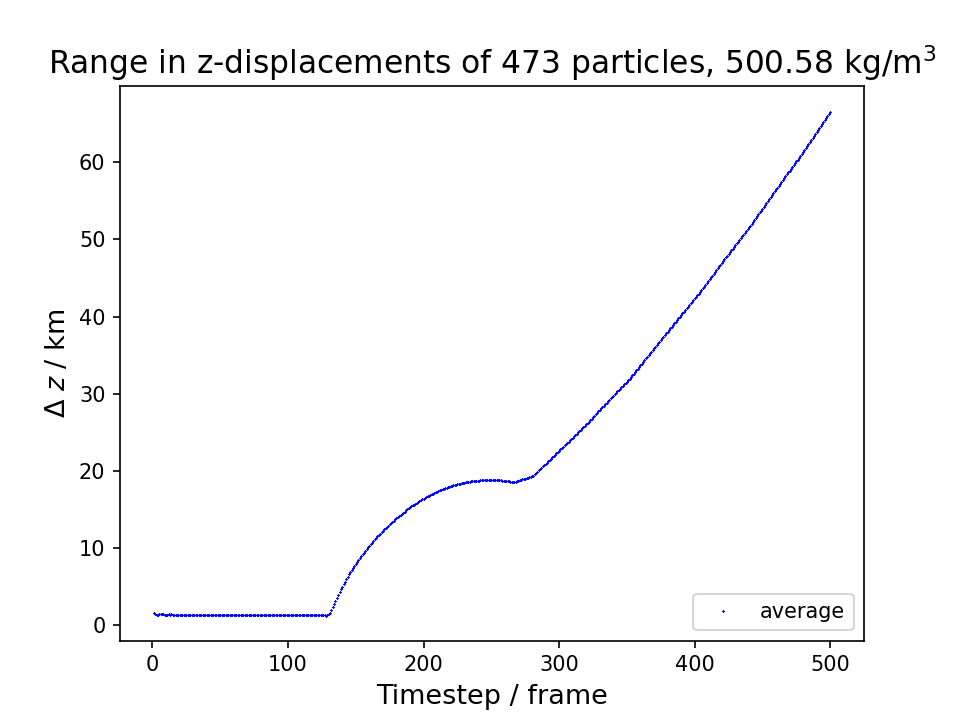 Range in z-displacements of 473 particles, 500.58 kg/m³
60
50
40
30
20
10
0
Δ z / km
average
0 100 200 300 400 500
Timestep / frame